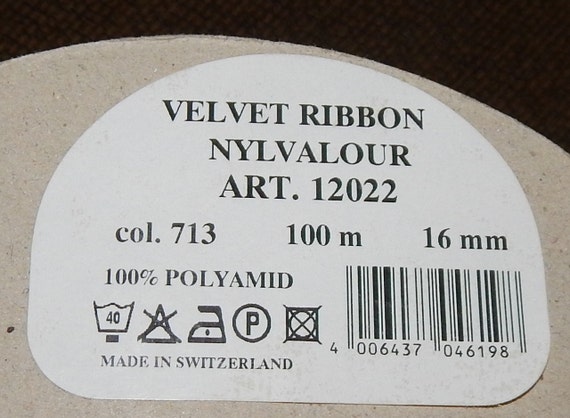 VELVET RIBBON
NYLVALOUR
ART. 12022
col. 713 100 m 16 mm
100% POLYAMID
40 P
MADE IN SWITZERLAND
4 006437 046198